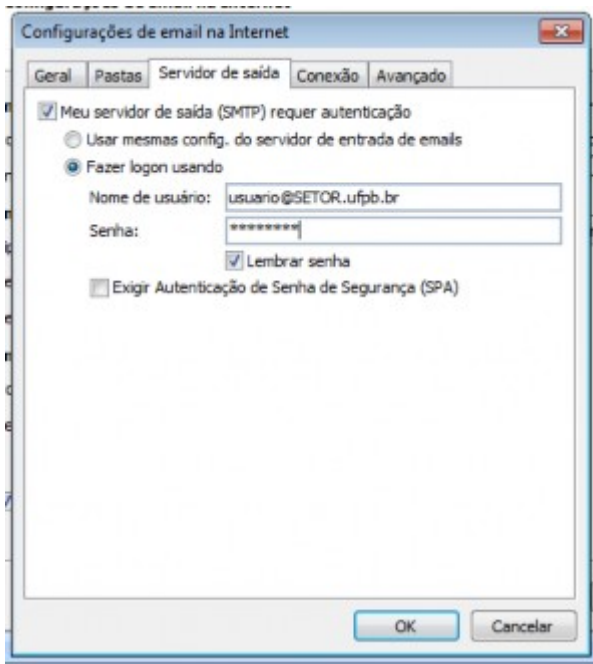 Configurações de email na Internet
Geral Pastas Servidor de saída Conexão Avançado
Meu servidor de saída (SMTP) requer autenticação
Usar mesmas config. do servidor de entrada de emails
Fazer logon usando
Nome de usuário: usuario@SETOR.ufpb.br
Senha: ********
Lembrar senha
Exigir Autenticação de Senha de Segurança (SPA)
OK Cancelar